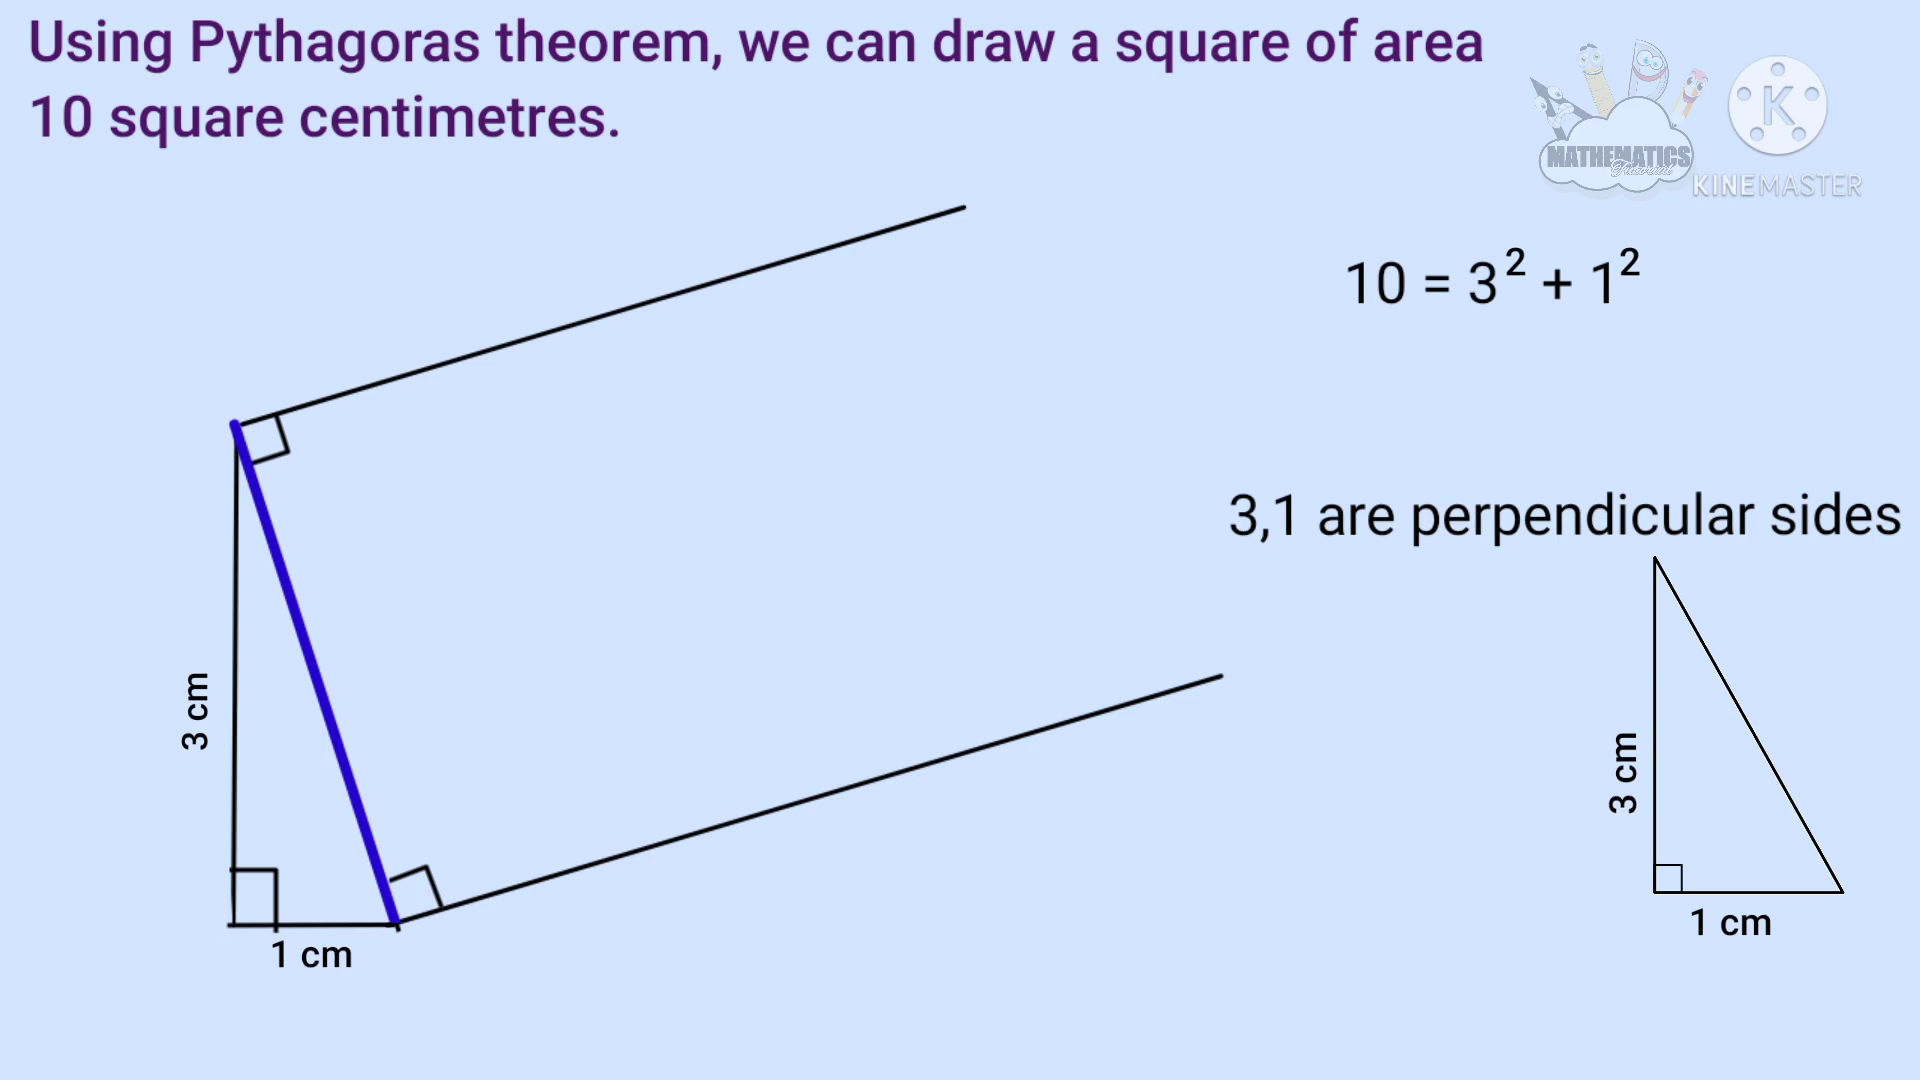 Using Pythagoras theorem, we can draw a square of area
10 square centimetres.
MATHEMATICS
Tutorial
K
KINEMASTER
10 = 3² + 1²
3,1 are perpendicular sides
3 cm
1 cm
3 cm
1 cm